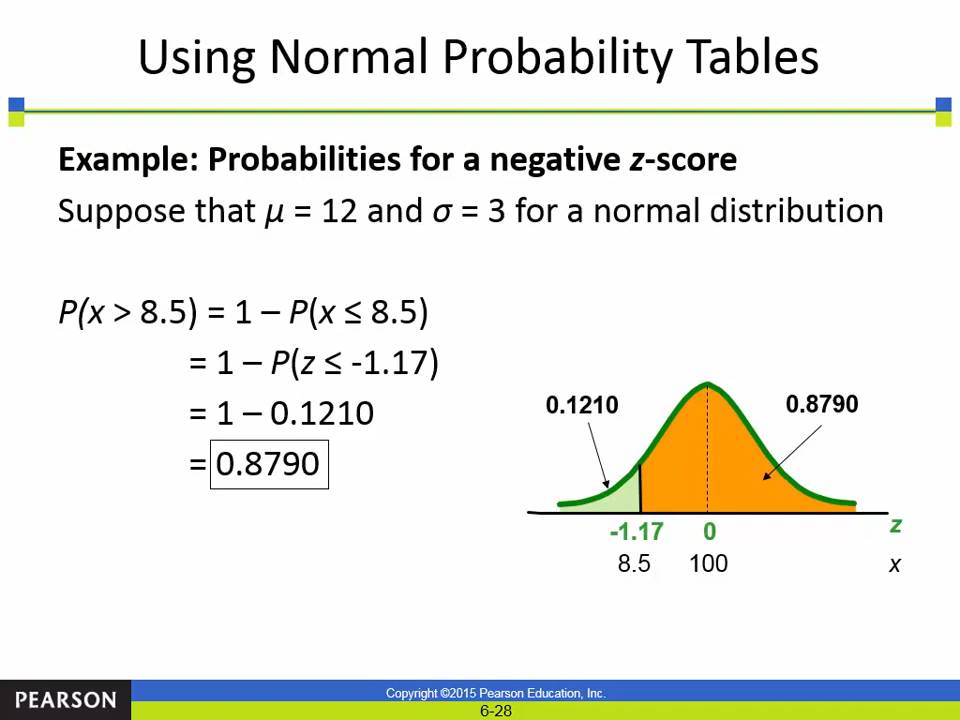 Using Normal Probability Tables
Example: Probabilities for a negative z-score
Suppose that μ = 12 and σ = 3 for a normal distribution
P(x > 8.5) = 1 – P(x ≤ 8.5)
= 1 – P(z ≤ -1.17)
= 1 – 0.1210
= 0.8790
0.1210 0.8790
-1.17 0 z
8.5 100 x
PEARSON
Copyright ©2015 Pearson Education, Inc.
6-28